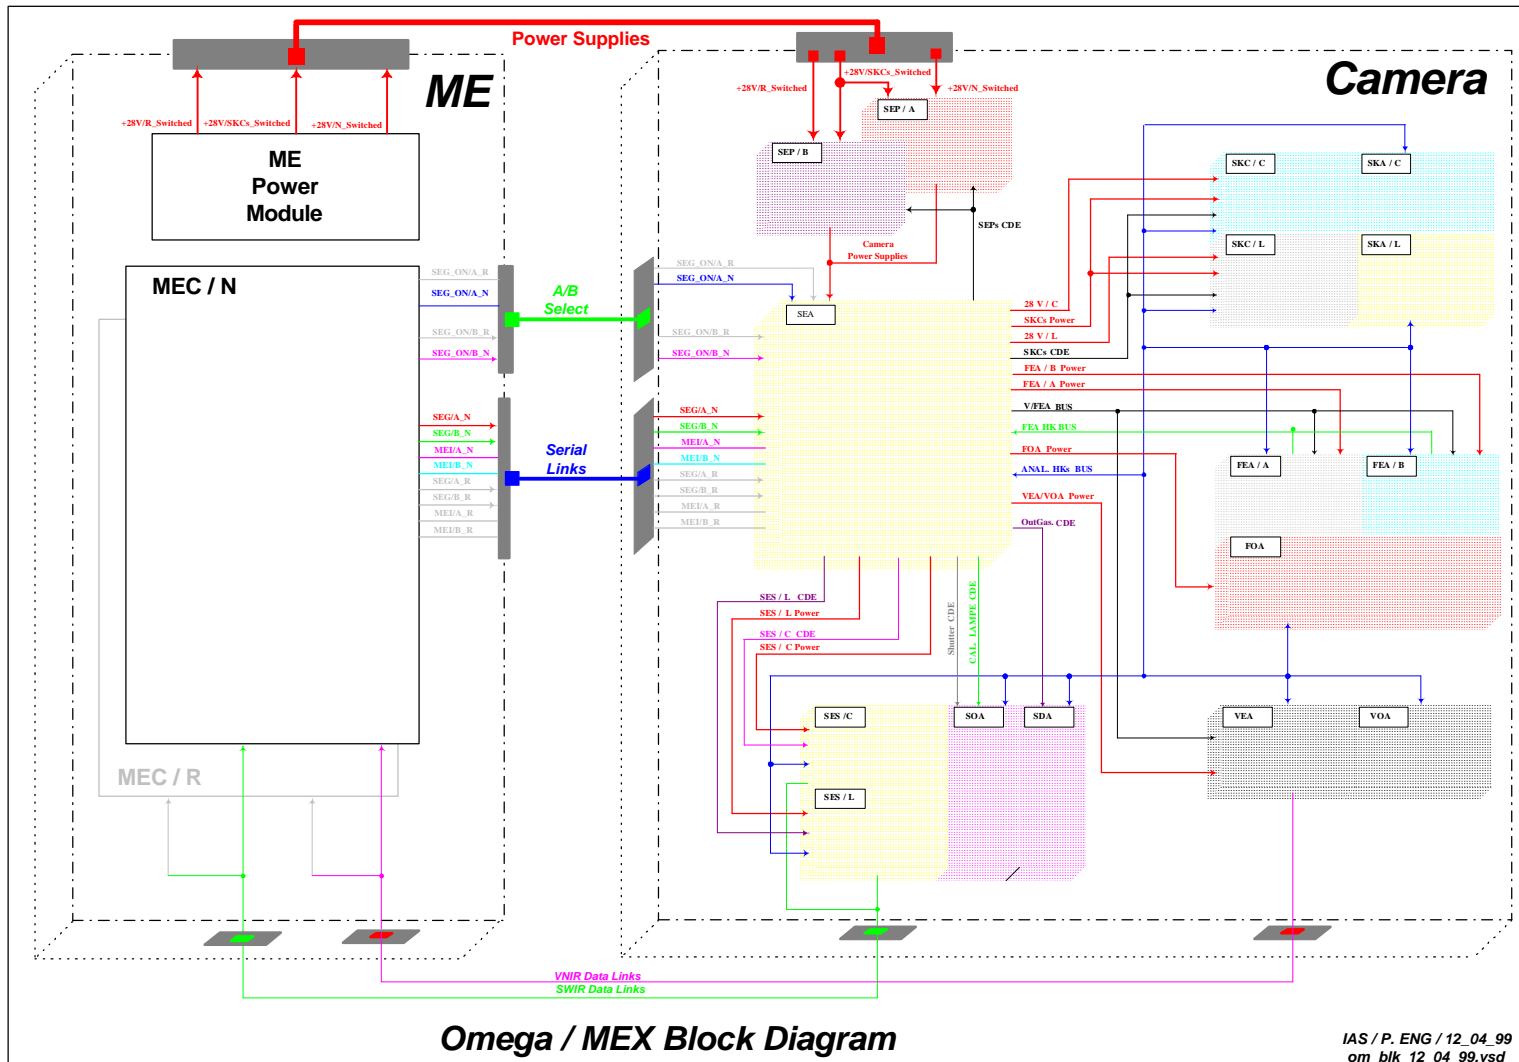 Power Supplies
ME
Camera
+28V/R_Switched
+28V/SKCs_Switched
+28V/N_Switched
+28V/SKCs_Switched
+28V/R_Switched
+28V/N_Switched
ME
Power
Module
SEP / A
SEP / B
SEPs CDE
Camera
Power Supplies
SKC / C
SKA / C
SKC / L
SKA / L
MEC / N
MEC / R
SEG_ON/A_R
SEG_ON/A_N
SEG_ON/B_R
SEG_ON/B_N
A/B
Select
SEG_ON/A_R
SEG_ON/A_N
SEG_ON/B_R
SEG_ON/B_N
SEA
SEG/A_N
SEG/B_N
MEI/A_N
MEI/B_N
SEG/A_R
SEG/B_R
MEI/A_R
MEI/B_R
Serial
Links
SEG/A_N
SEG/B_N
MEI/A_N
MEI/B_N
SEG/A_R
SEG/B_R
MEI/A_R
MEI/B_R
28 V / C
SKCs Power
28 V / L
SKCs CDE
FEA / B Power
FEA / A Power
V/FEA BUS
FEA HK BUS
FOA Power
ANAL. HKs BUS
VEA/VOA Power
OutGas. CDE
FEA / A
FEA / B
FOA
SES / L CDE
SES / L Power
SES / C CDE
SES / C Power
Shutter CDE
CAL. LAMPE CDE
SES /C
SES / L
SOA
SDA
VEA
VOA
VNIR Data Links
SWIR Data Links
Omega / MEX Block Diagram
IAS / P. ENG / 12_04_99
om_blk_12_04_99.vsd